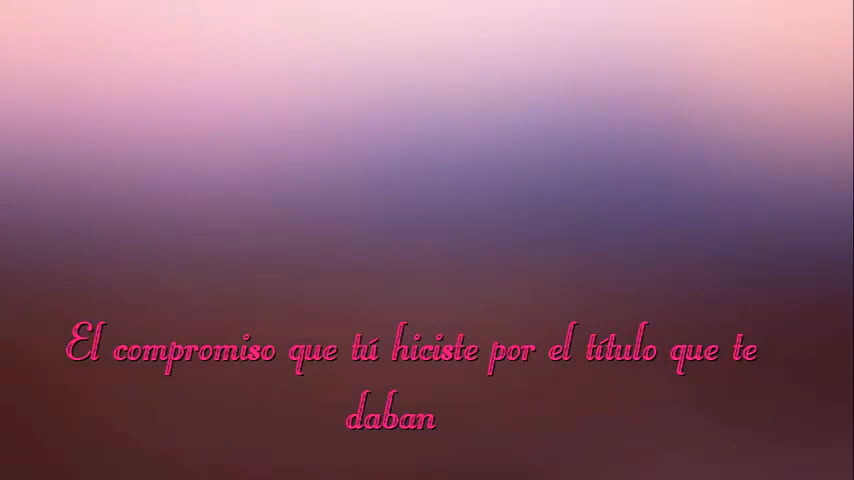 El compromiso que tú hiciste por el título que te
daban